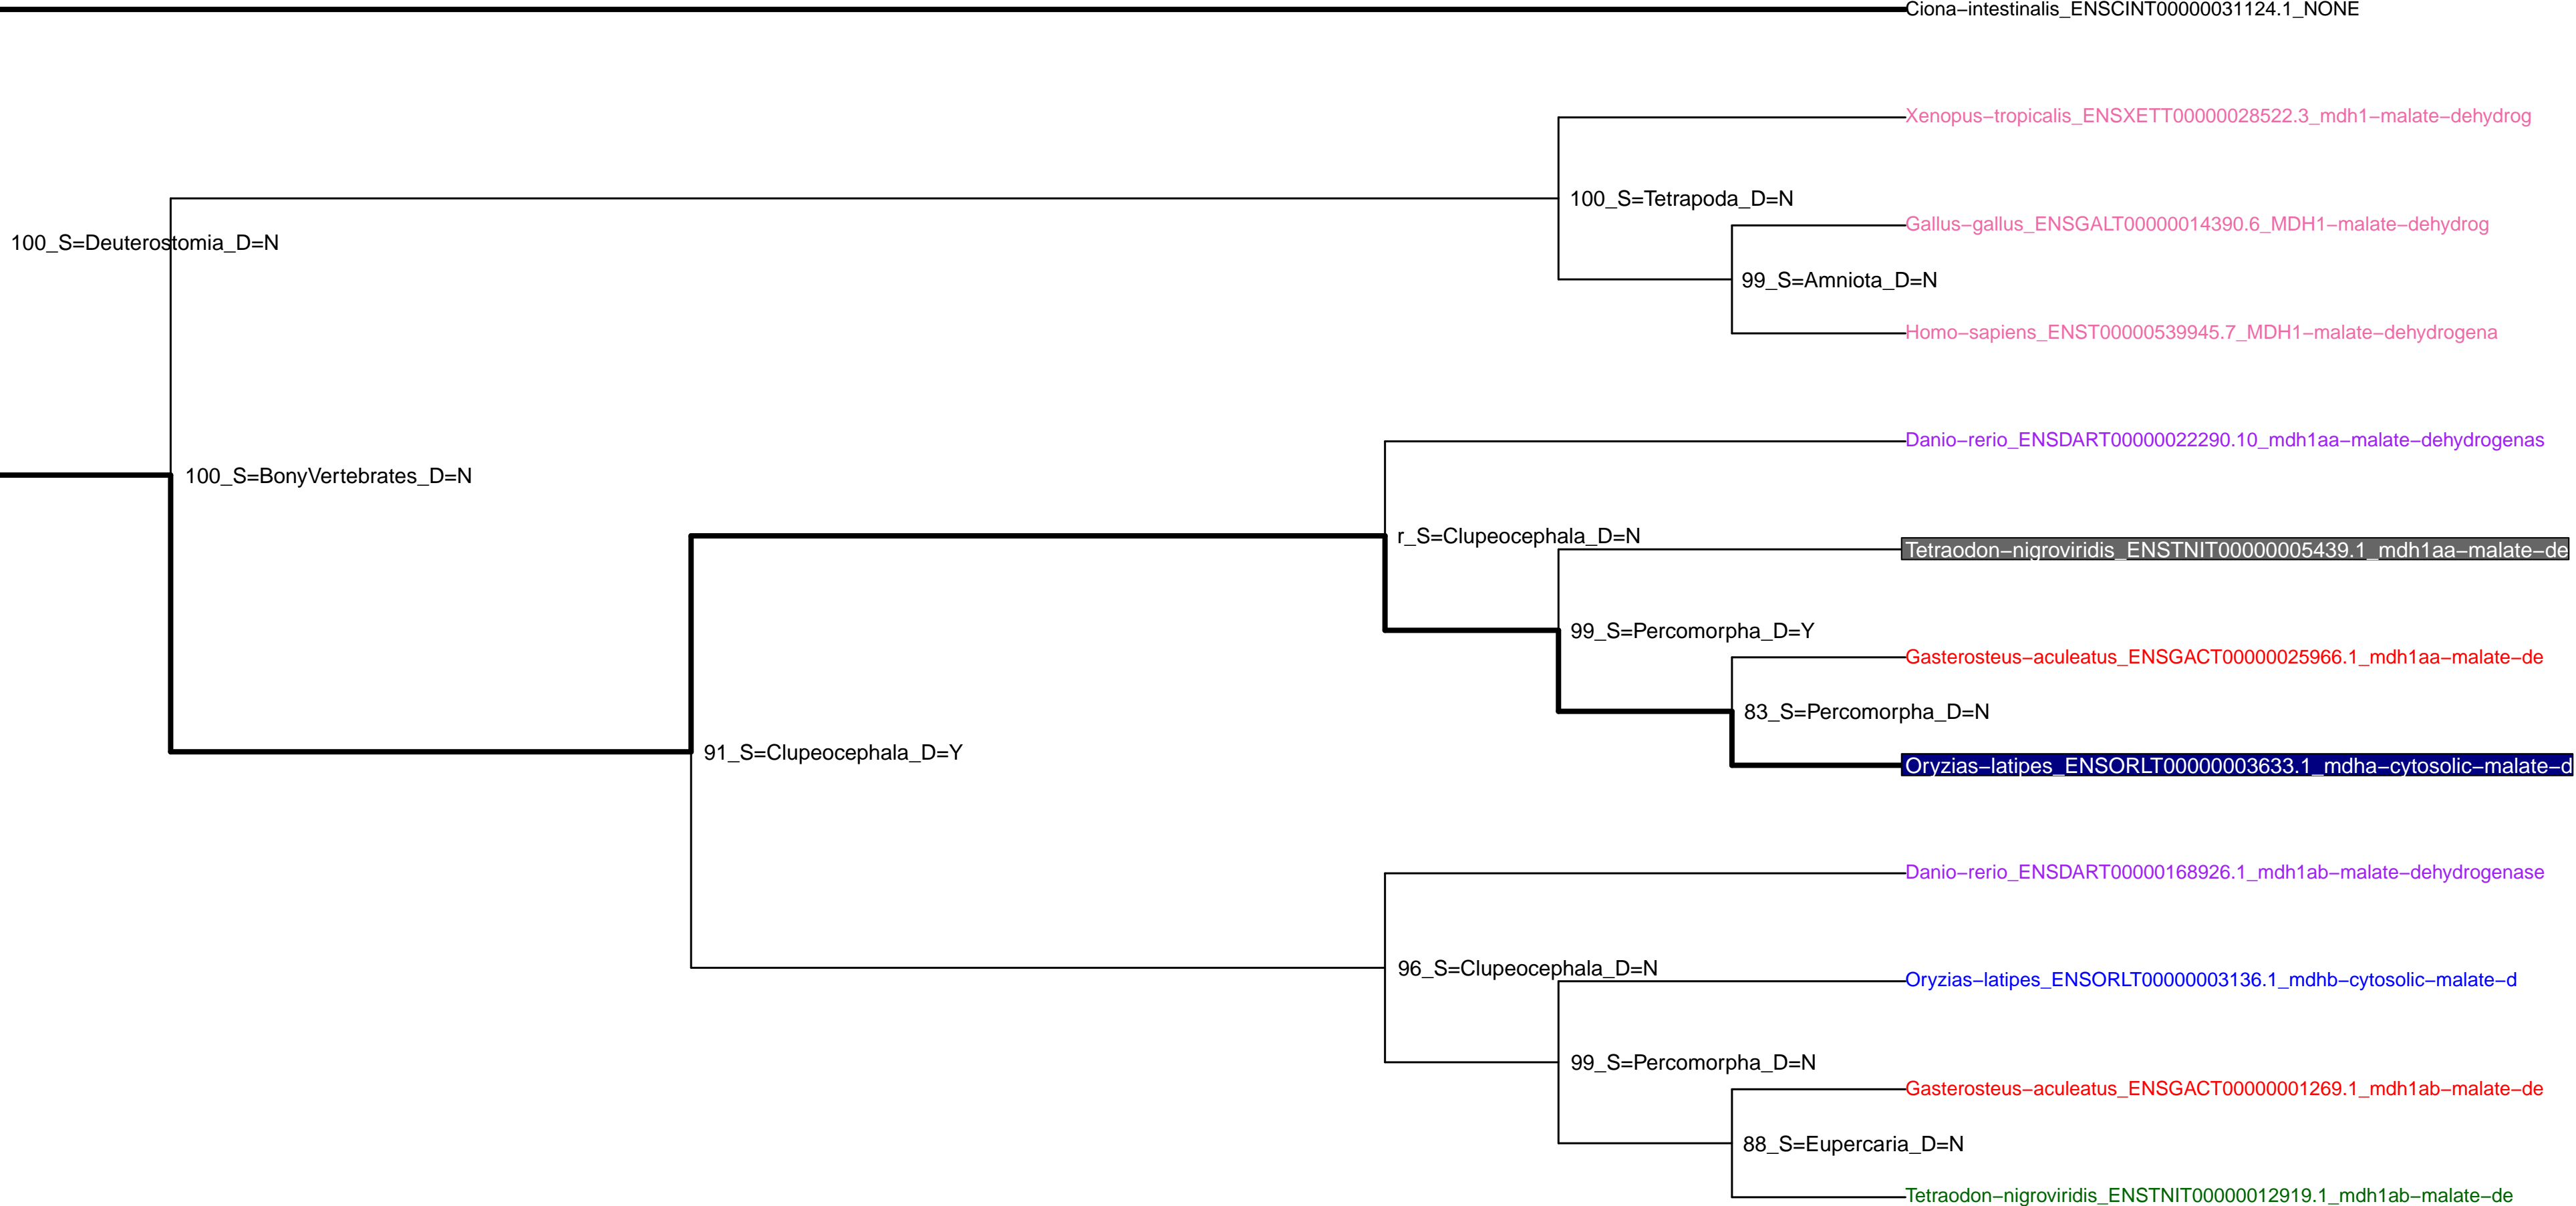 Ciona−intestinalis_ENSCINT00000031124.1_NONE
Xenopus−tropicalis_ENSXETT00000028522.3_mdh1−malate−dehydrog
100_S=Tetrapoda_D=N
Gallus−gallus_ENSGALT00000014390.6_MDH1−malate−dehydrog
100_S=Deuterostomia_D=N
99_S=Amniota_D=N
Homo−sapiens_ENST00000539945.7_MDH1−malate−dehydrogena
Danio−rerio_ENSDART00000022290.10_mdh1aa−malate−dehydrogenas
100_S=BonyVertebrates_D=N
r_S=Clupeocephala_D=N
Tetraodon−nigroviridis_ENSTNIT00000005439.1_mdh1aa−malate−de
99_S=Percomorpha_D=Y
Gasterosteus−aculeatus_ENSGACT00000025966.1_mdh1aa−malate−de
83_S=Percomorpha_D=N
91_S=Clupeocephala_D=Y
Oryzias−latipes_ENSORLT00000003633.1_mdha−cytosolic−malate−d
Danio−rerio_ENSDART00000168926.1_mdh1ab−malate−dehydrogenase
96_S=Clupeocephala_D=N
Oryzias−latipes_ENSORLT00000003136.1_mdhb−cytosolic−malate−d
99_S=Percomorpha_D=N
Gasterosteus−aculeatus_ENSGACT00000001269.1_mdh1ab−malate−de
88_S=Eupercaria_D=N
Tetraodon−nigroviridis_ENSTNIT00000012919.1_mdh1ab−malate−de